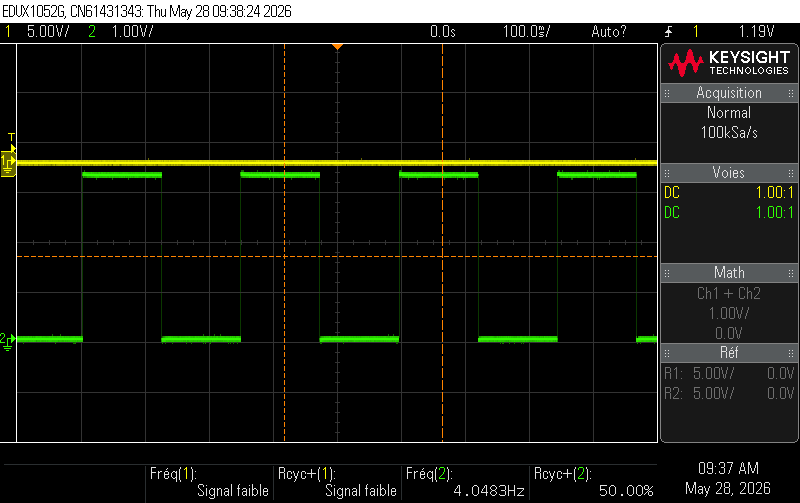 EDUX1052G, CN61431343: Thu May 28 09:38:24 2026
1 5.00V/ 2 1.00V/ 0.0s 100.0ms/ Auto? 1 1.19V
KEYSIGHT
TECHNOLOGIES
Acquisition
Normal
100kSa/s
Voies
DC 1.00:1
DC 1.00:1
Math
Ch1 + Ch2
1.00V/
0.0V
Réf
R1: 5.00V/ 0.0V
R2: 5.00V/ 0.0V
T
1
2
Fréq(1): Rcyc+(1): Fréq(2): Rcyc+(2):
Signal faible Signal faible 4.0483Hz 50.00%
09:37 AM
May 28, 2026